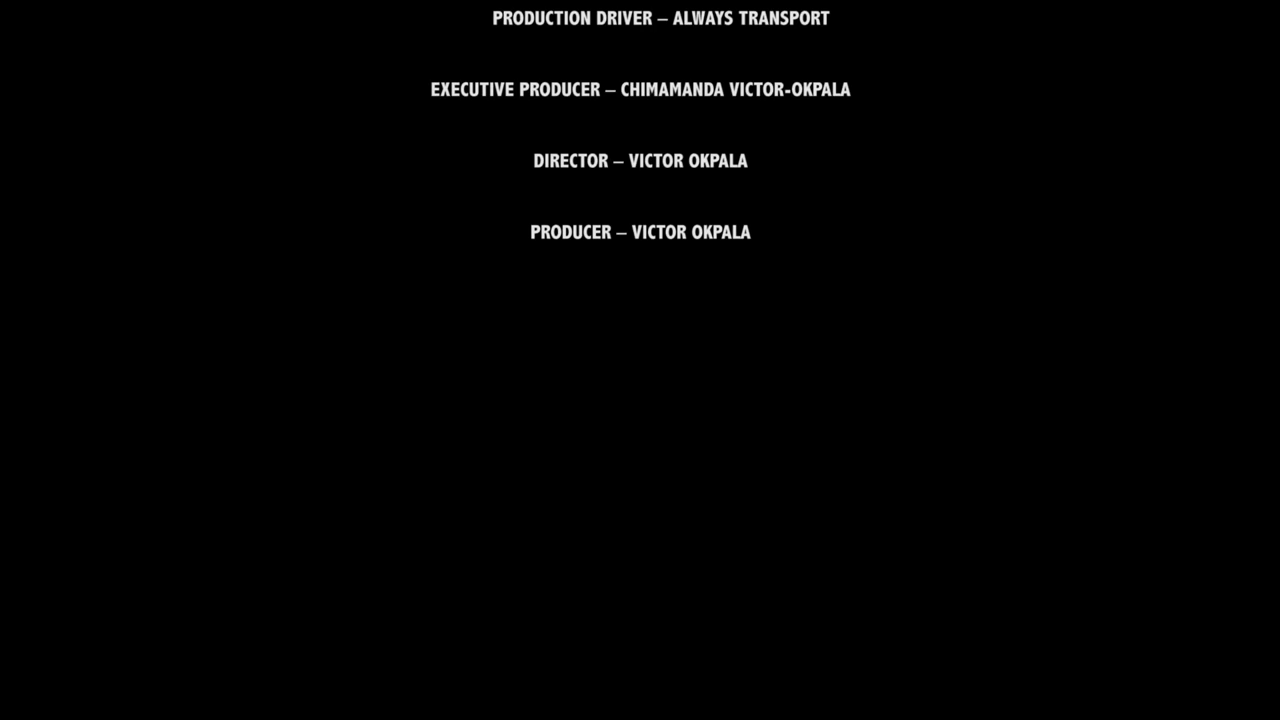 PRODUCTION DRIVER – ALWAYS TRANSPORT
EXECUTIVE PRODUCER – CHIMAMANDA VICTOR-OKPALA
DIRECTOR – VICTOR OKPALA
PRODUCER – VICTOR OKPALA